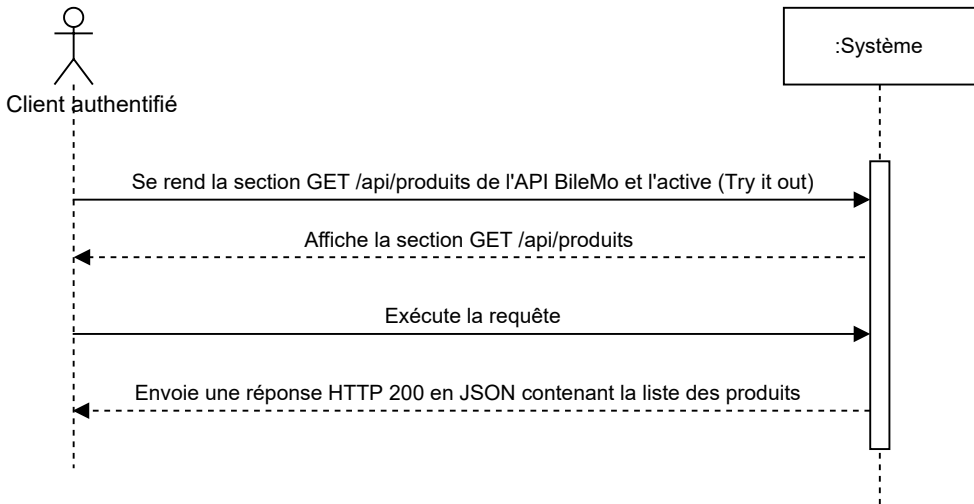 :Système
Client authentifié
Se rend la section GET /api/produits de l'API BileMo et l'active (Try it out)
Affiche la section GET /api/produits
Exécute la requête
Envoie une réponse HTTP 200 en JSON contenant la liste des produits